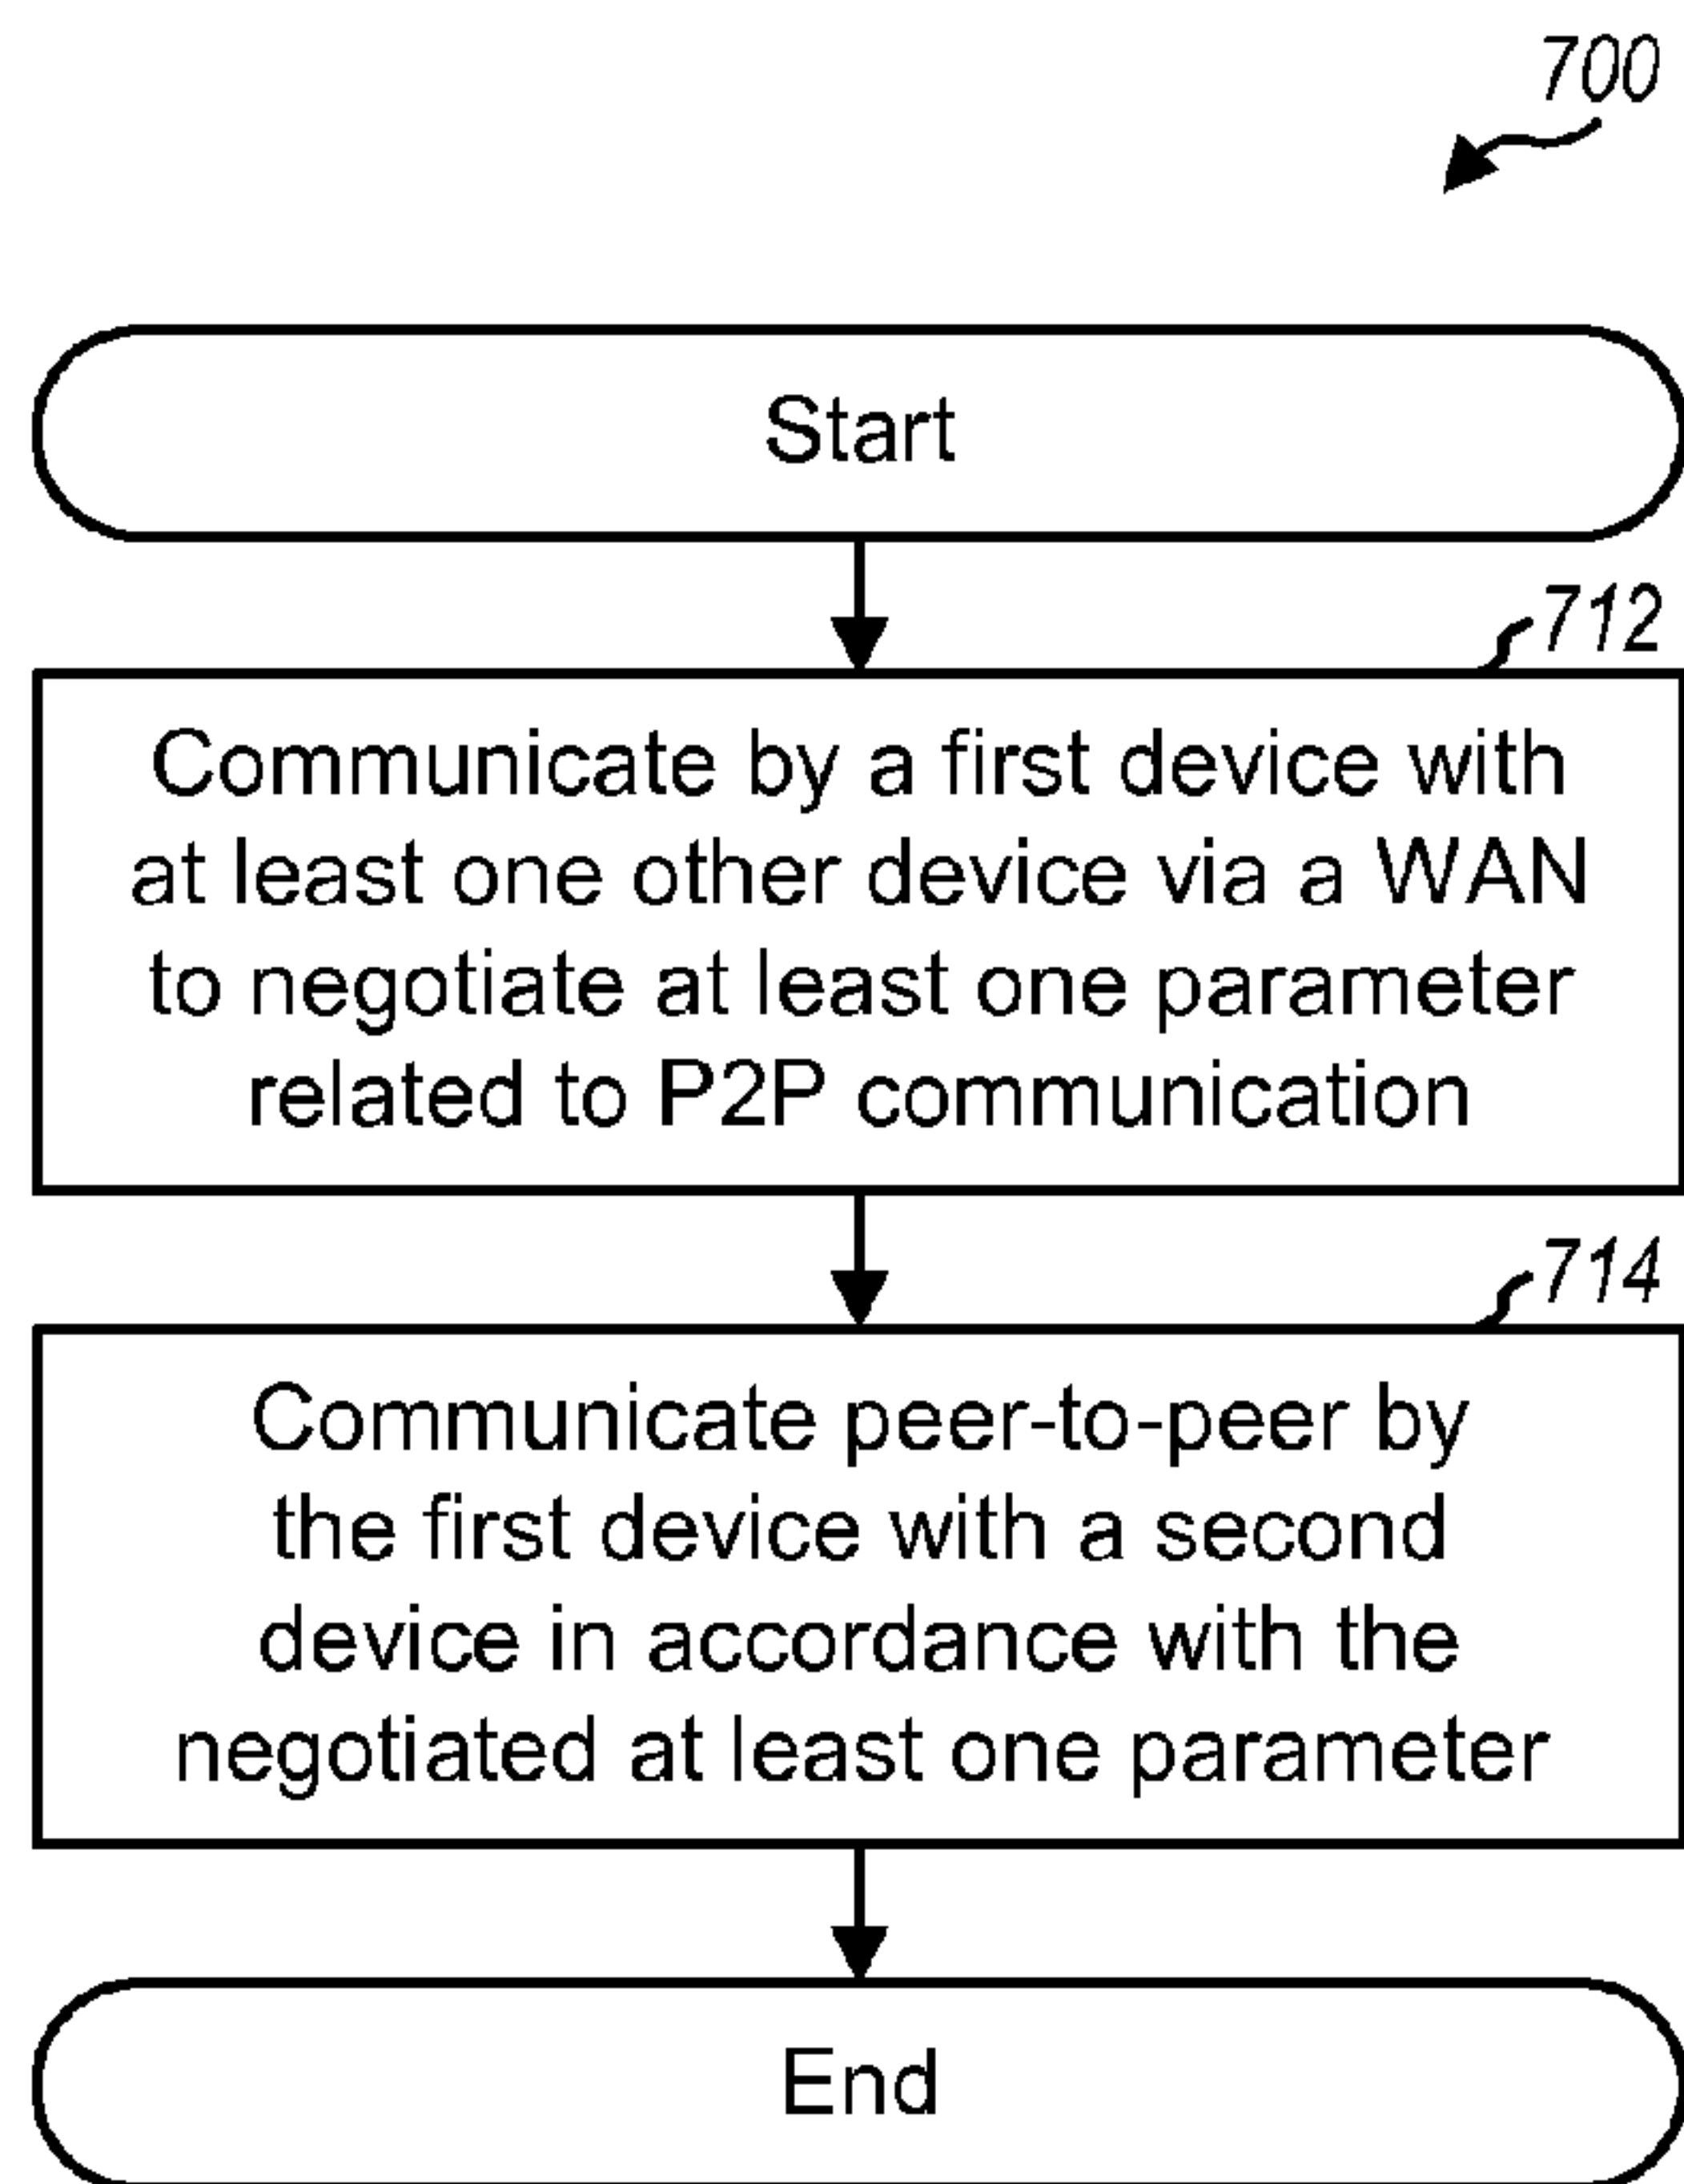 700
Start
712
Communicate by a first device with
at least one other device via a WAN
to negotiate at least one parameter
related to P2P communication
714
Communicate peer-to-peer by
the first device with a second
device in accordance with the
negotiated at least one parameter
End